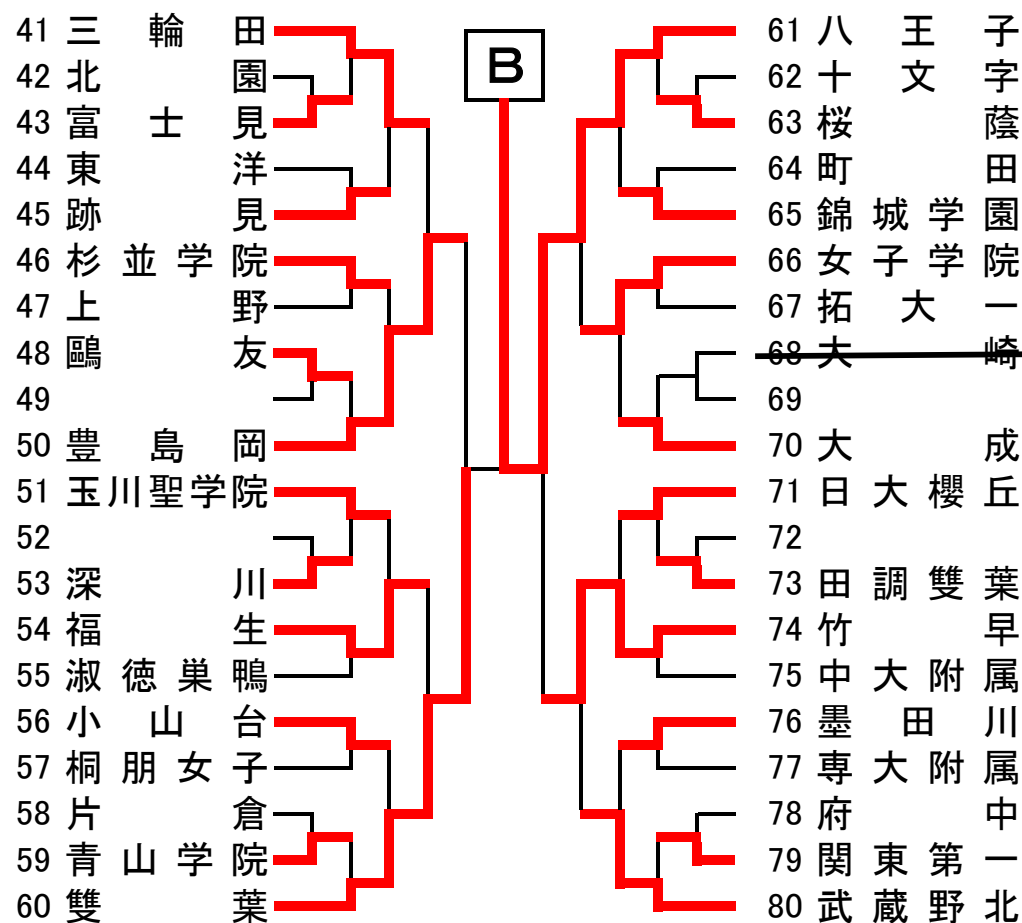 B
41 三輪田
42 北園
43 富士見
44 東洋
45 跡見
46 杉並学院
47 上野
48 鷗友
49
50 豊島岡
51 玉川聖学院
52
53 深川
54 福生
55 淑徳巣鴨
56 小山台
57 桐朋女子
58 片倉
59 青山学院
60 雙葉
61 八王子
62 十文字
63 桜蔭
64 町田
65 錦城学園
66 女子学院
67 拓大一
68 大崎
69
70 大成
71 日大櫻丘
72
73 田調雙葉
74 竹早
75 中大附属
76 墨田川
77 専大附属
78 府中
79 関東第一
80 武蔵野北